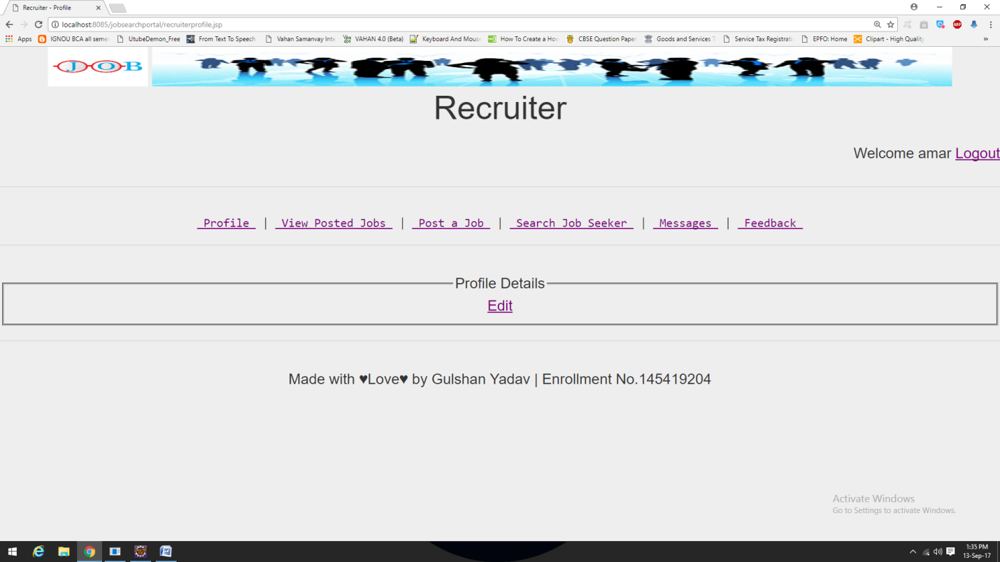 Recruiter - Profile
localhost:8085/jobsearchportal/recruiterprofile.jsp
Apps IGNOU BCA all semes UtubeDemon_Free From Text To Speech Vahan Samanvay Inte VAHAN 4.0 (Beta) Keyboard And Mous How To Create a How CBSE Question Paper Goods and Services T Service Tax Registrati EPFO: Home Clipart - High Quality »
JOB
Recruiter
Welcome amar Logout
Profile | View Posted Jobs | Post a Job | Search Job Seeker | Messages | Feedback
Profile Details
Edit
Made with ♥Love♥ by Gulshan Yadav | Enrollment No.145419204
Activate Windows
Go to Settings to activate Windows.
1:35 PM
13-Sep-17